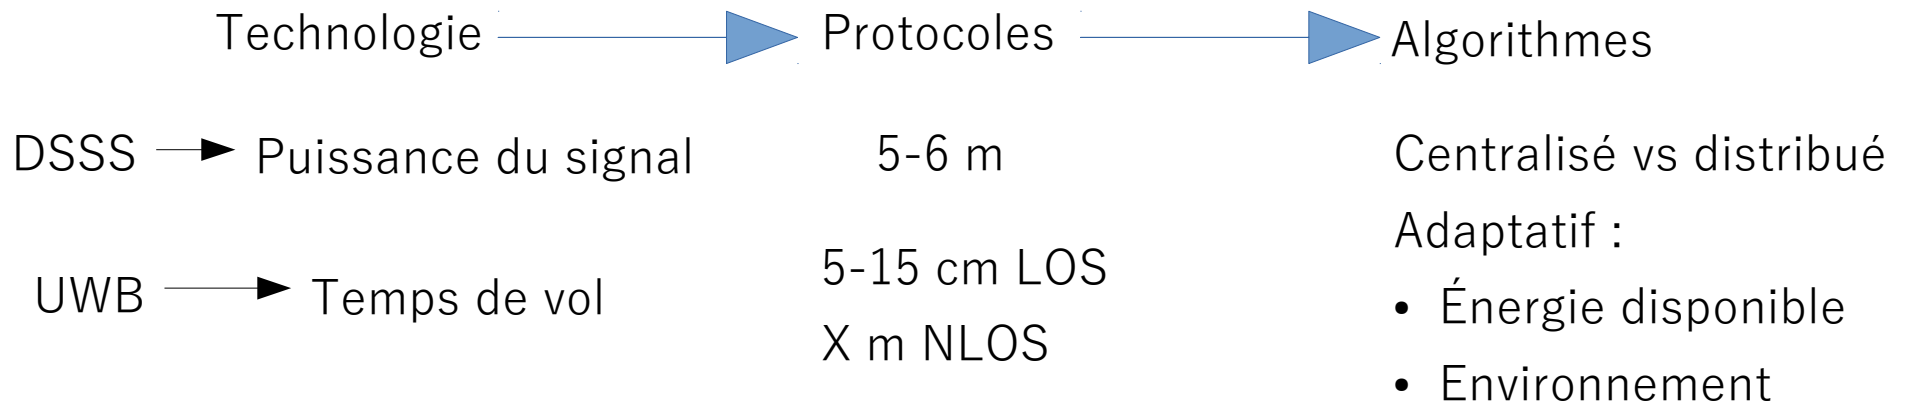 Technologie Protocoles Algorithmes
DSSS Puissance du signal 5-6 m Centralisé vs distribué
Adaptatif :
UWB Temps de vol 5-15 cm LOS
X m NLOS
• Énergie disponible
• Environnement